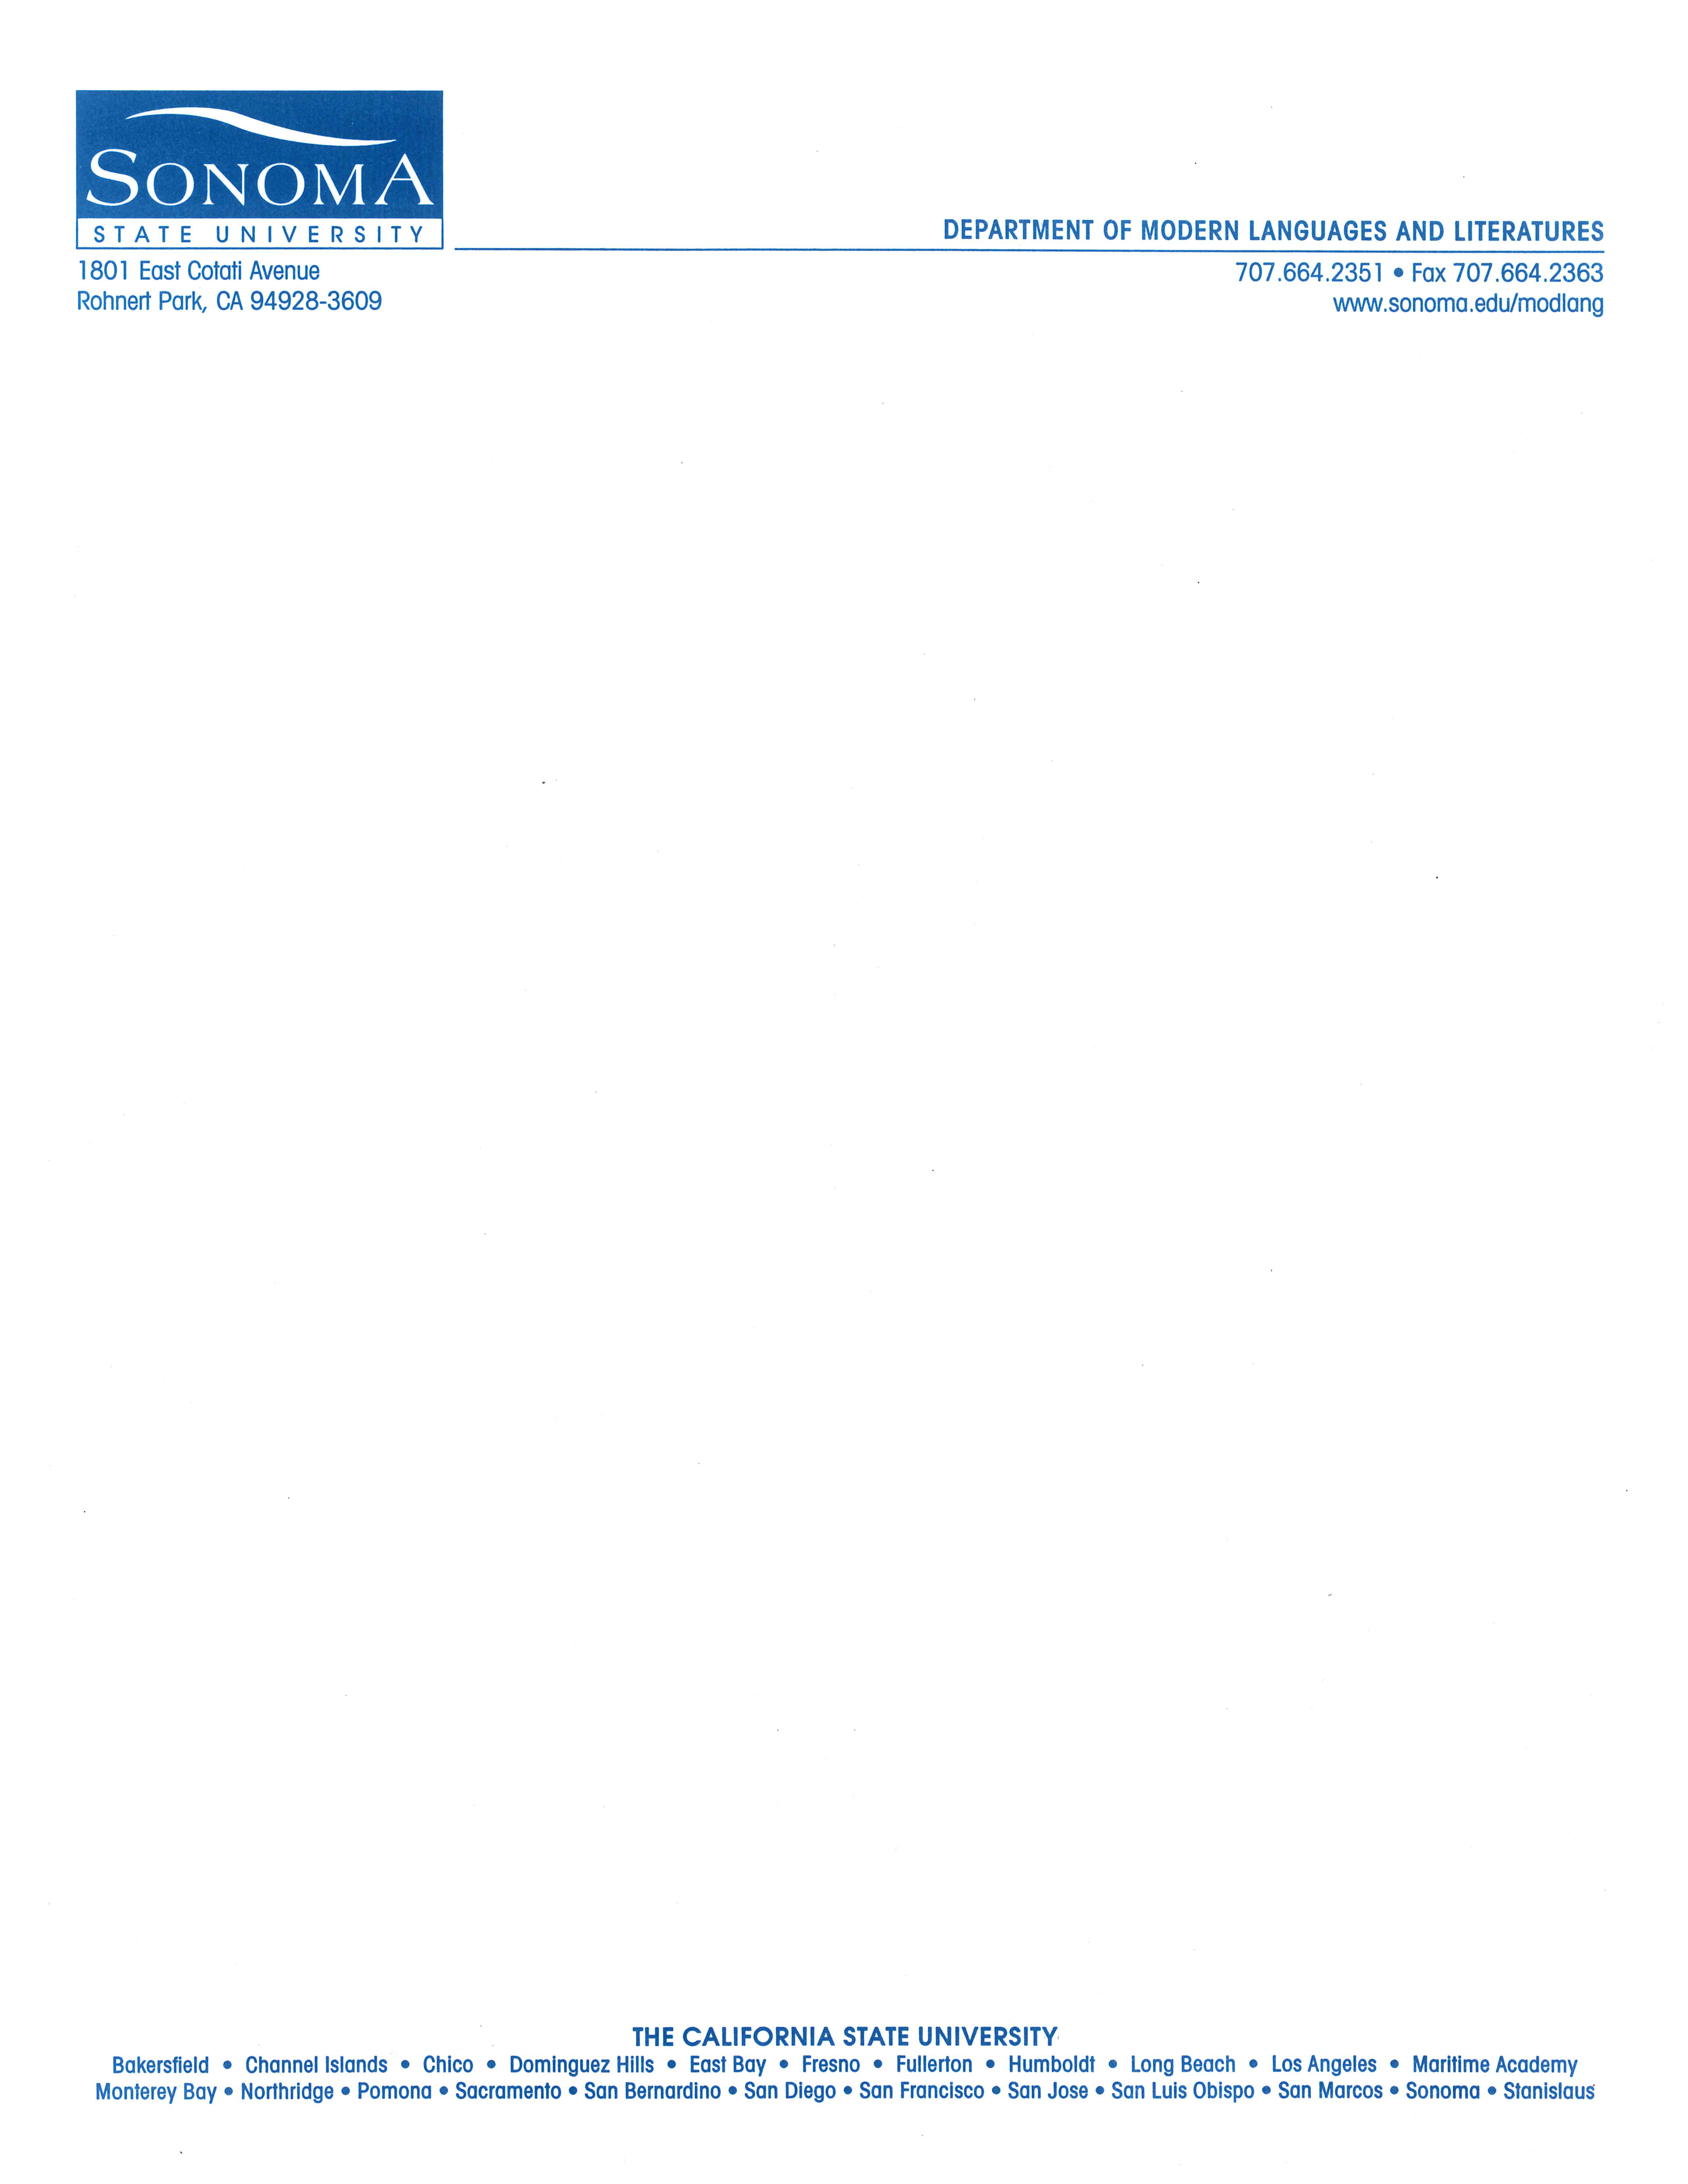 SONOMA
STATE UNIVERSITY
1801 East Cotati Avenue
Rohnert Park, CA 94928-3609
DEPARTMENT OF MODERN LANGUAGES AND LITERATURES
707.664.2351 • Fax 707.664.2363
www.sonoma.edu/modlang
THE CALIFORNIA STATE UNIVERSITY
Bakersfield • Channel Islands • Chico • Dominguez Hills • East Bay • Fresno • Fullerton • Humboldt • Long Beach • Los Angeles • Maritime Academy
Monterey Bay • Northridge • Pomona • Sacramento • San Bernardino • San Diego • San Francisco • San Jose • San Luis Obispo • San Marcos • Sonoma • Stanislaus